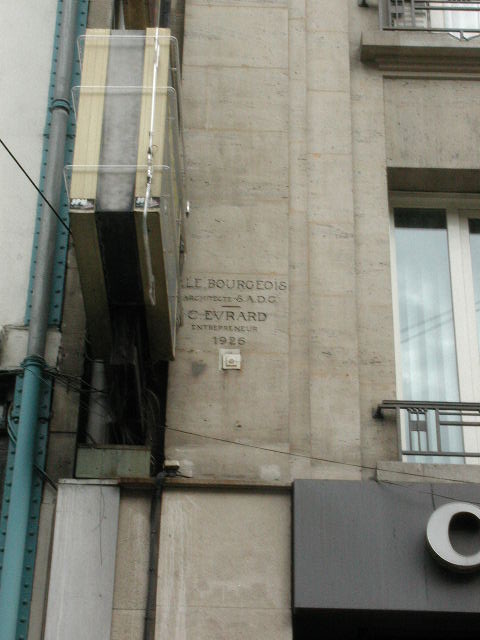 LE BOURGEOIS
ARCHITECTE-S.A.D.G.
C. EVRARD
ENTREPRENEUR
1926
O